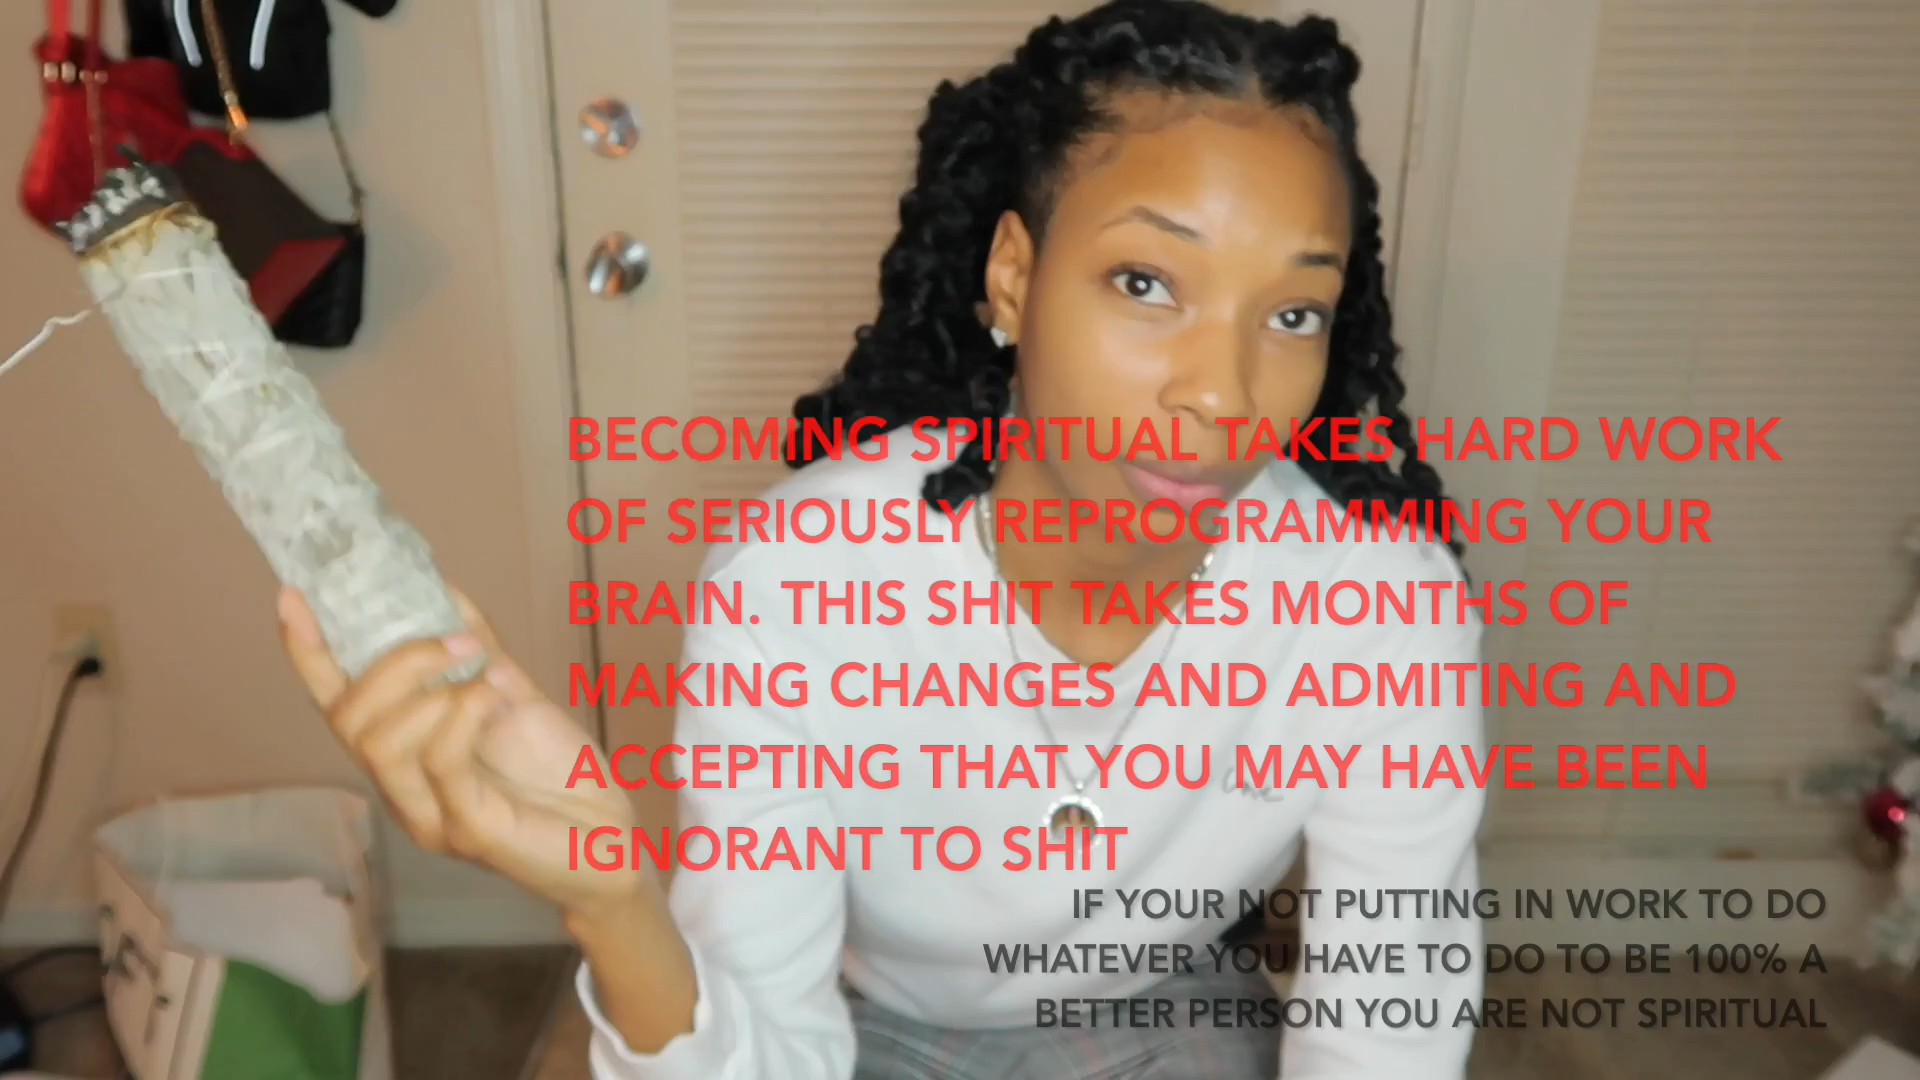 BECOMING SPIRITUAL TAKES HARD WORK
OF SERIOUSLY REPROGRAMMING YOUR
BRAIN. THIS SHIT TAKES MONTHS OF
MAKING CHANGES AND ADMITING AND
ACCEPTING THAT YOU MAY HAVE BEEN
IGNORANT TO SHIT
IF YOUR NOT PUTTING IN WORK TO DO
WHATEVER YOU HAVE TO DO TO BE 100% A
BETTER PERSON YOU ARE NOT SPIRITUAL